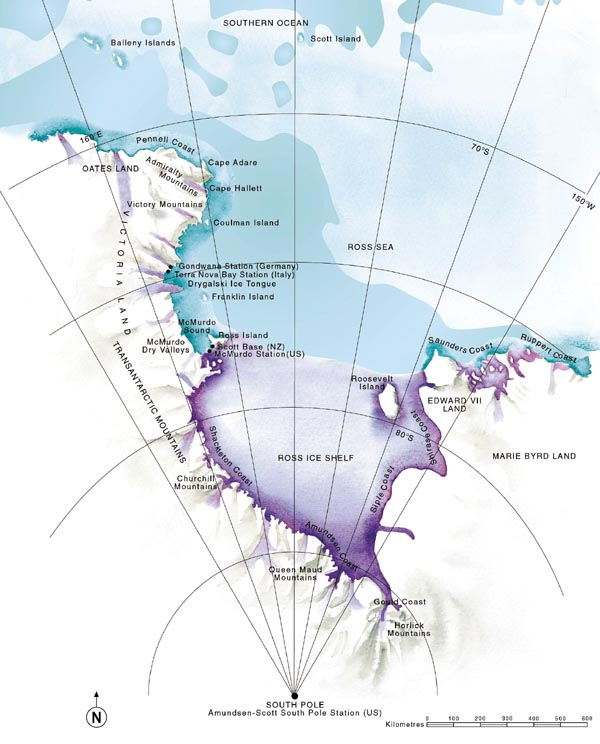 SOUTHERN OCEAN
Balleny Islands
Scott Island
160°E
Pennell Coast
70°S
OATES LAND
Admiralty
Mountains
Cape Adare
Cape Hallett
150°W
Victory Mountains
Coulman Island
VICTORIA LAND
ROSS SEA
Gondwana Station (Germany)
Terra Nova Bay Station (Italy)
Drygalski Ice Tongue
Franklin Island
McMurdo
Sound
Ross Island
McMurdo
Dry Valleys
Scott Base (NZ)
McMurdo Station(US)
Saunders Coast
Ruppert Coast
TRANSANTARCTIC MOUNTAINS
Roosevelt
Island
EDWARD VII
LAND
80°S
Shirase Coast
Shackleton Coast
ROSS ICE SHELF
MARIE BYRD LAND
Siple Coast
Churchill
Mountains
Amundsen Coast
Queen Maud
Mountains
Gould Coast
Horlick
Mountains
SOUTH POLE
Amundsen-Scott South Pole Station (US)
N
Kilometres
0 100 200 300 400 500 600